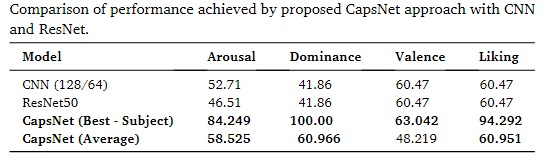 Comparison of performance achieved by proposed CapsNet approach with CNN
and ResNet.
Model Arousal Dominance Valence Liking
CNN (128/64) 52.71 41.86 60.47 60.47
ResNet50 46.51 41.86 60.47 60.47
CapsNet (Best - Subject) 84.249 100.00 63.042 94.292
CapsNet (Average) 58.525 60.966 48.219 60.951